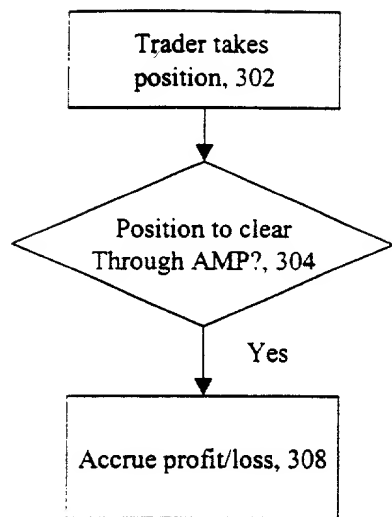 Trader takes
position, 302
Position to clear
Through AMP?, 304
Yes
Accrue profit/loss, 308